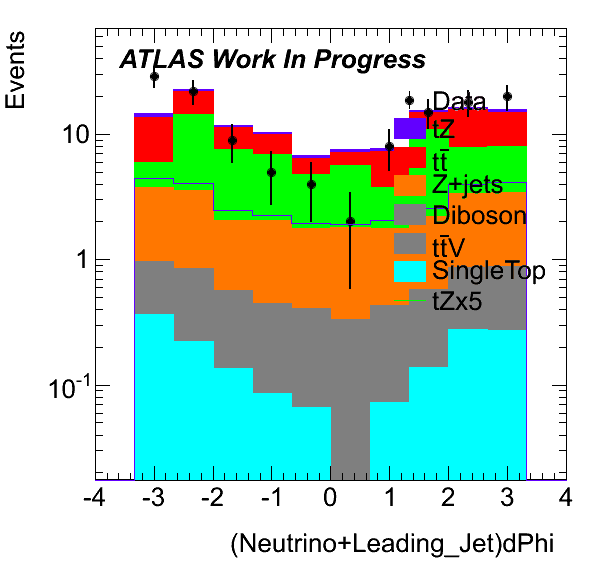 Events
ATLAS Work In Progress
Data
tZ
tt̄
Z+jets
Diboson
tt̄V
SingleTop
tZx5
10
1
10⁻¹
-4 -3 -2 -1 0 1 2 3 4
(Neutrino+Leading_Jet)dPhi